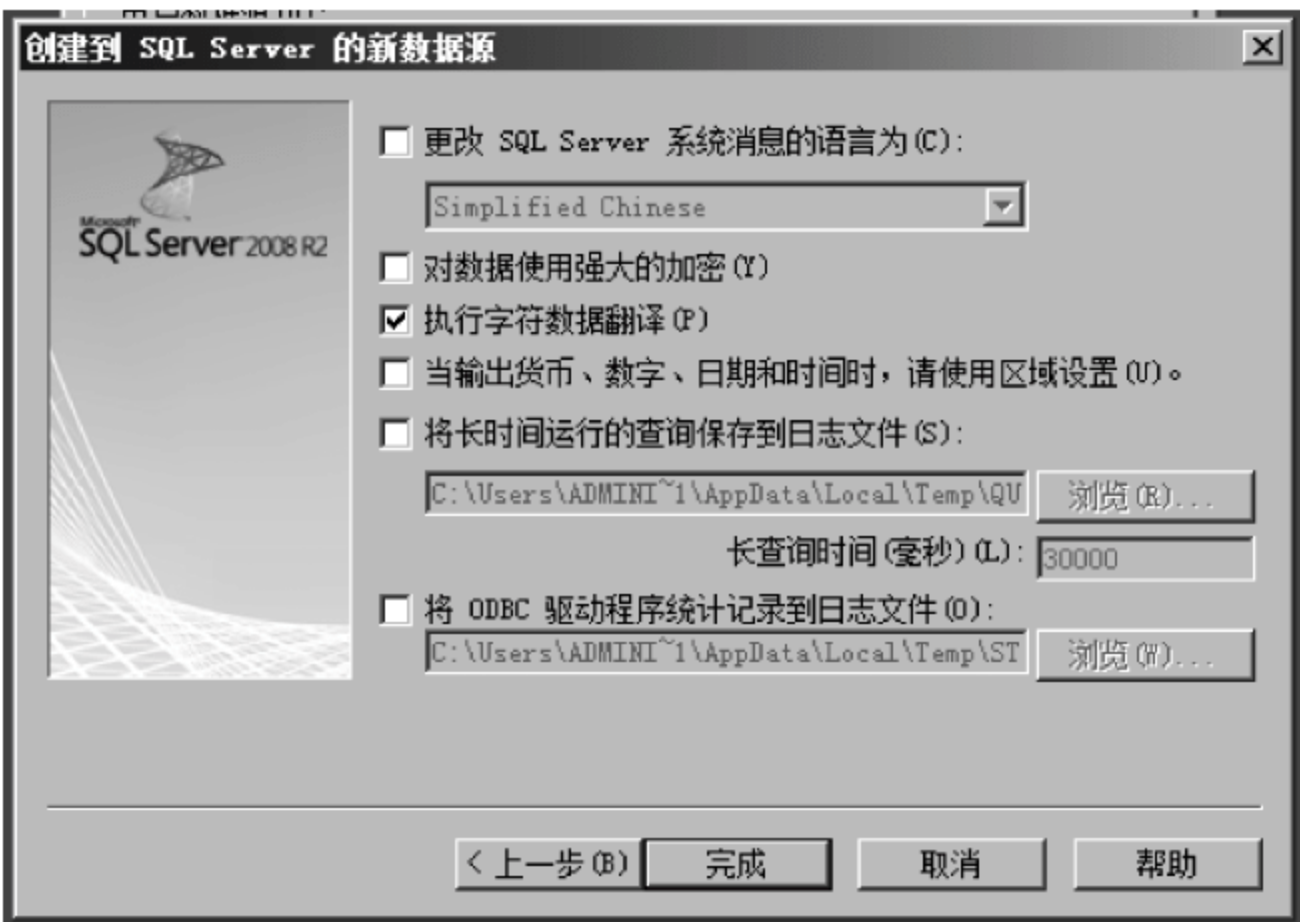 创建到 SQL Server 的新数据源
Microsoft
SQL Server 2008 R2
更改 SQL Server 系统消息的语言为(C):
Simplified Chinese
对数据使用强大的加密(Y)
执行字符数据翻译(P)
当输出货币、数字、日期和时间时，请使用区域设置(U)。
将长时间运行的查询保存到日志文件(S):
C:\Users\ADMINI~1\AppData\Local\Temp\QU 浏览(R)...
长查询时间(毫秒)(L): 30000
将 ODBC 驱动程序统计记录到日志文件(O):
C:\Users\ADMINI~1\AppData\Local\Temp\ST 浏览(W)...
< 上一步(B) 完成 取消 帮助